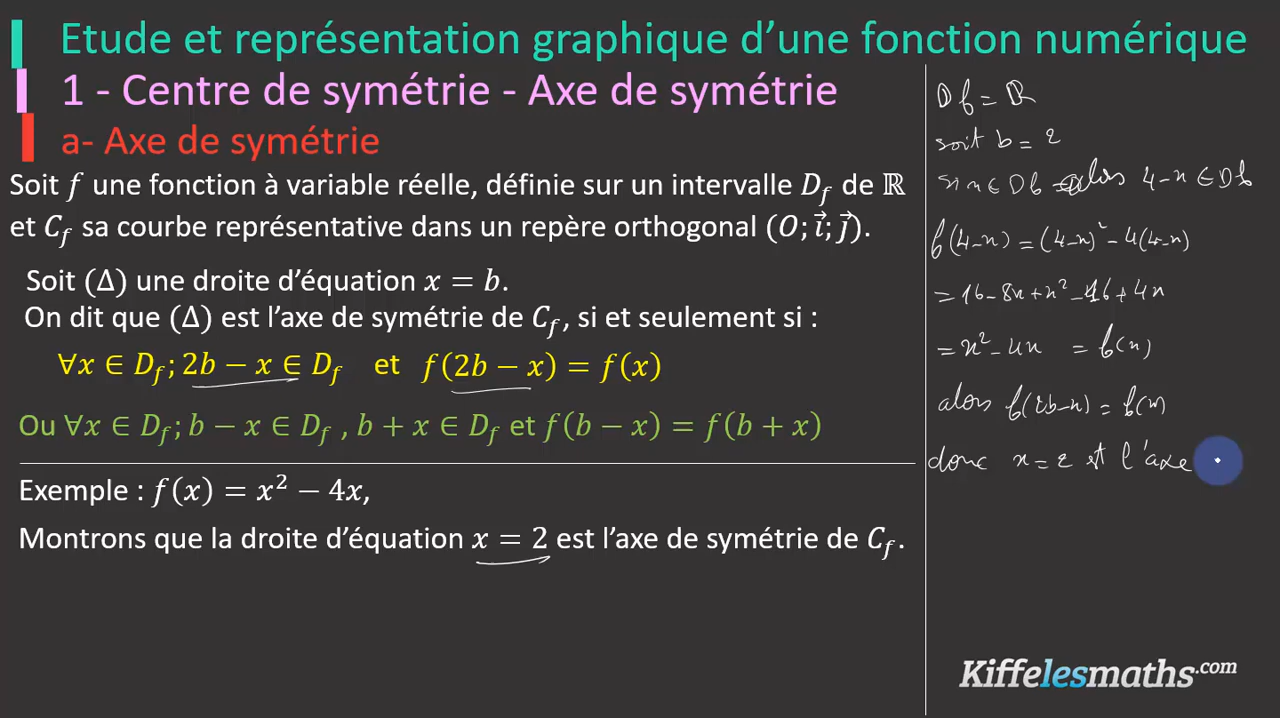 Etude et représentation graphique d'une fonction numérique
1 - Centre de symétrie - Axe de symétrie
a- Axe de symétrie
Soit f une fonction à variable réelle, définie sur un intervalle D_f de ℝ
et C_f sa courbe représentative dans un repère orthogonal (O; i⃗; j⃗).
Soit (Δ) une droite d'équation x = b.
On dit que (Δ) est l'axe de symétrie de C_f, si et seulement si :
∀x ∈ D_f; 2b − x ∈ D_f et f(2b − x) = f(x)
Ou ∀x ∈ D_f; b − x ∈ D_f , b + x ∈ D_f et f(b − x) = f(b + x)
Exemple : f(x) = x² − 4x,
Montrons que la droite d'équation x = 2 est l'axe de symétrie de C_f.
Df = ℝ
soit b = 2
si x ∈ Df alors 4-x ∈ Df
f(4-x) = (4-x)² - 4(4-x)
= 16 - 8x + x² - 16 + 4x
= x² - 4x = f(x)
alors f(2b-x) = f(x)
donc x = 2 est l'axe
Kiffelesmaths.com